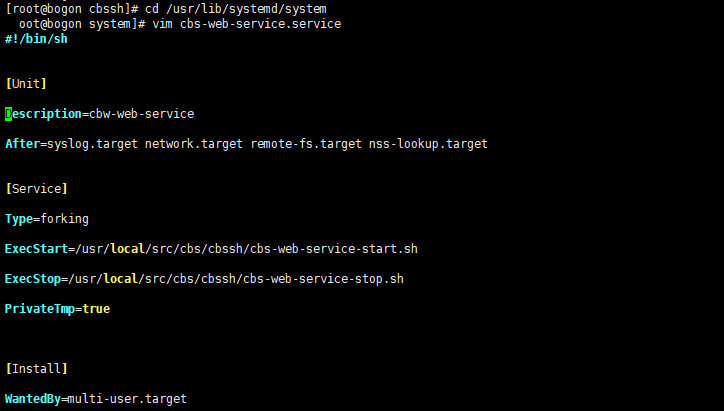 [root@bogon cbssh]# cd /usr/lib/systemd/system
oot@bogon system]# vim cbs-web-service.service
#!/bin/sh
[Unit]
Description=cbw-web-service
After=syslog.target network.target remote-fs.target nss-lookup.target
[Service]
Type=forking
ExecStart=/usr/local/src/cbs/cbssh/cbs-web-service-start.sh
ExecStop=/usr/local/src/cbs/cbssh/cbs-web-service-stop.sh
PrivateTmp=true
[Install]
WantedBy=multi-user.target